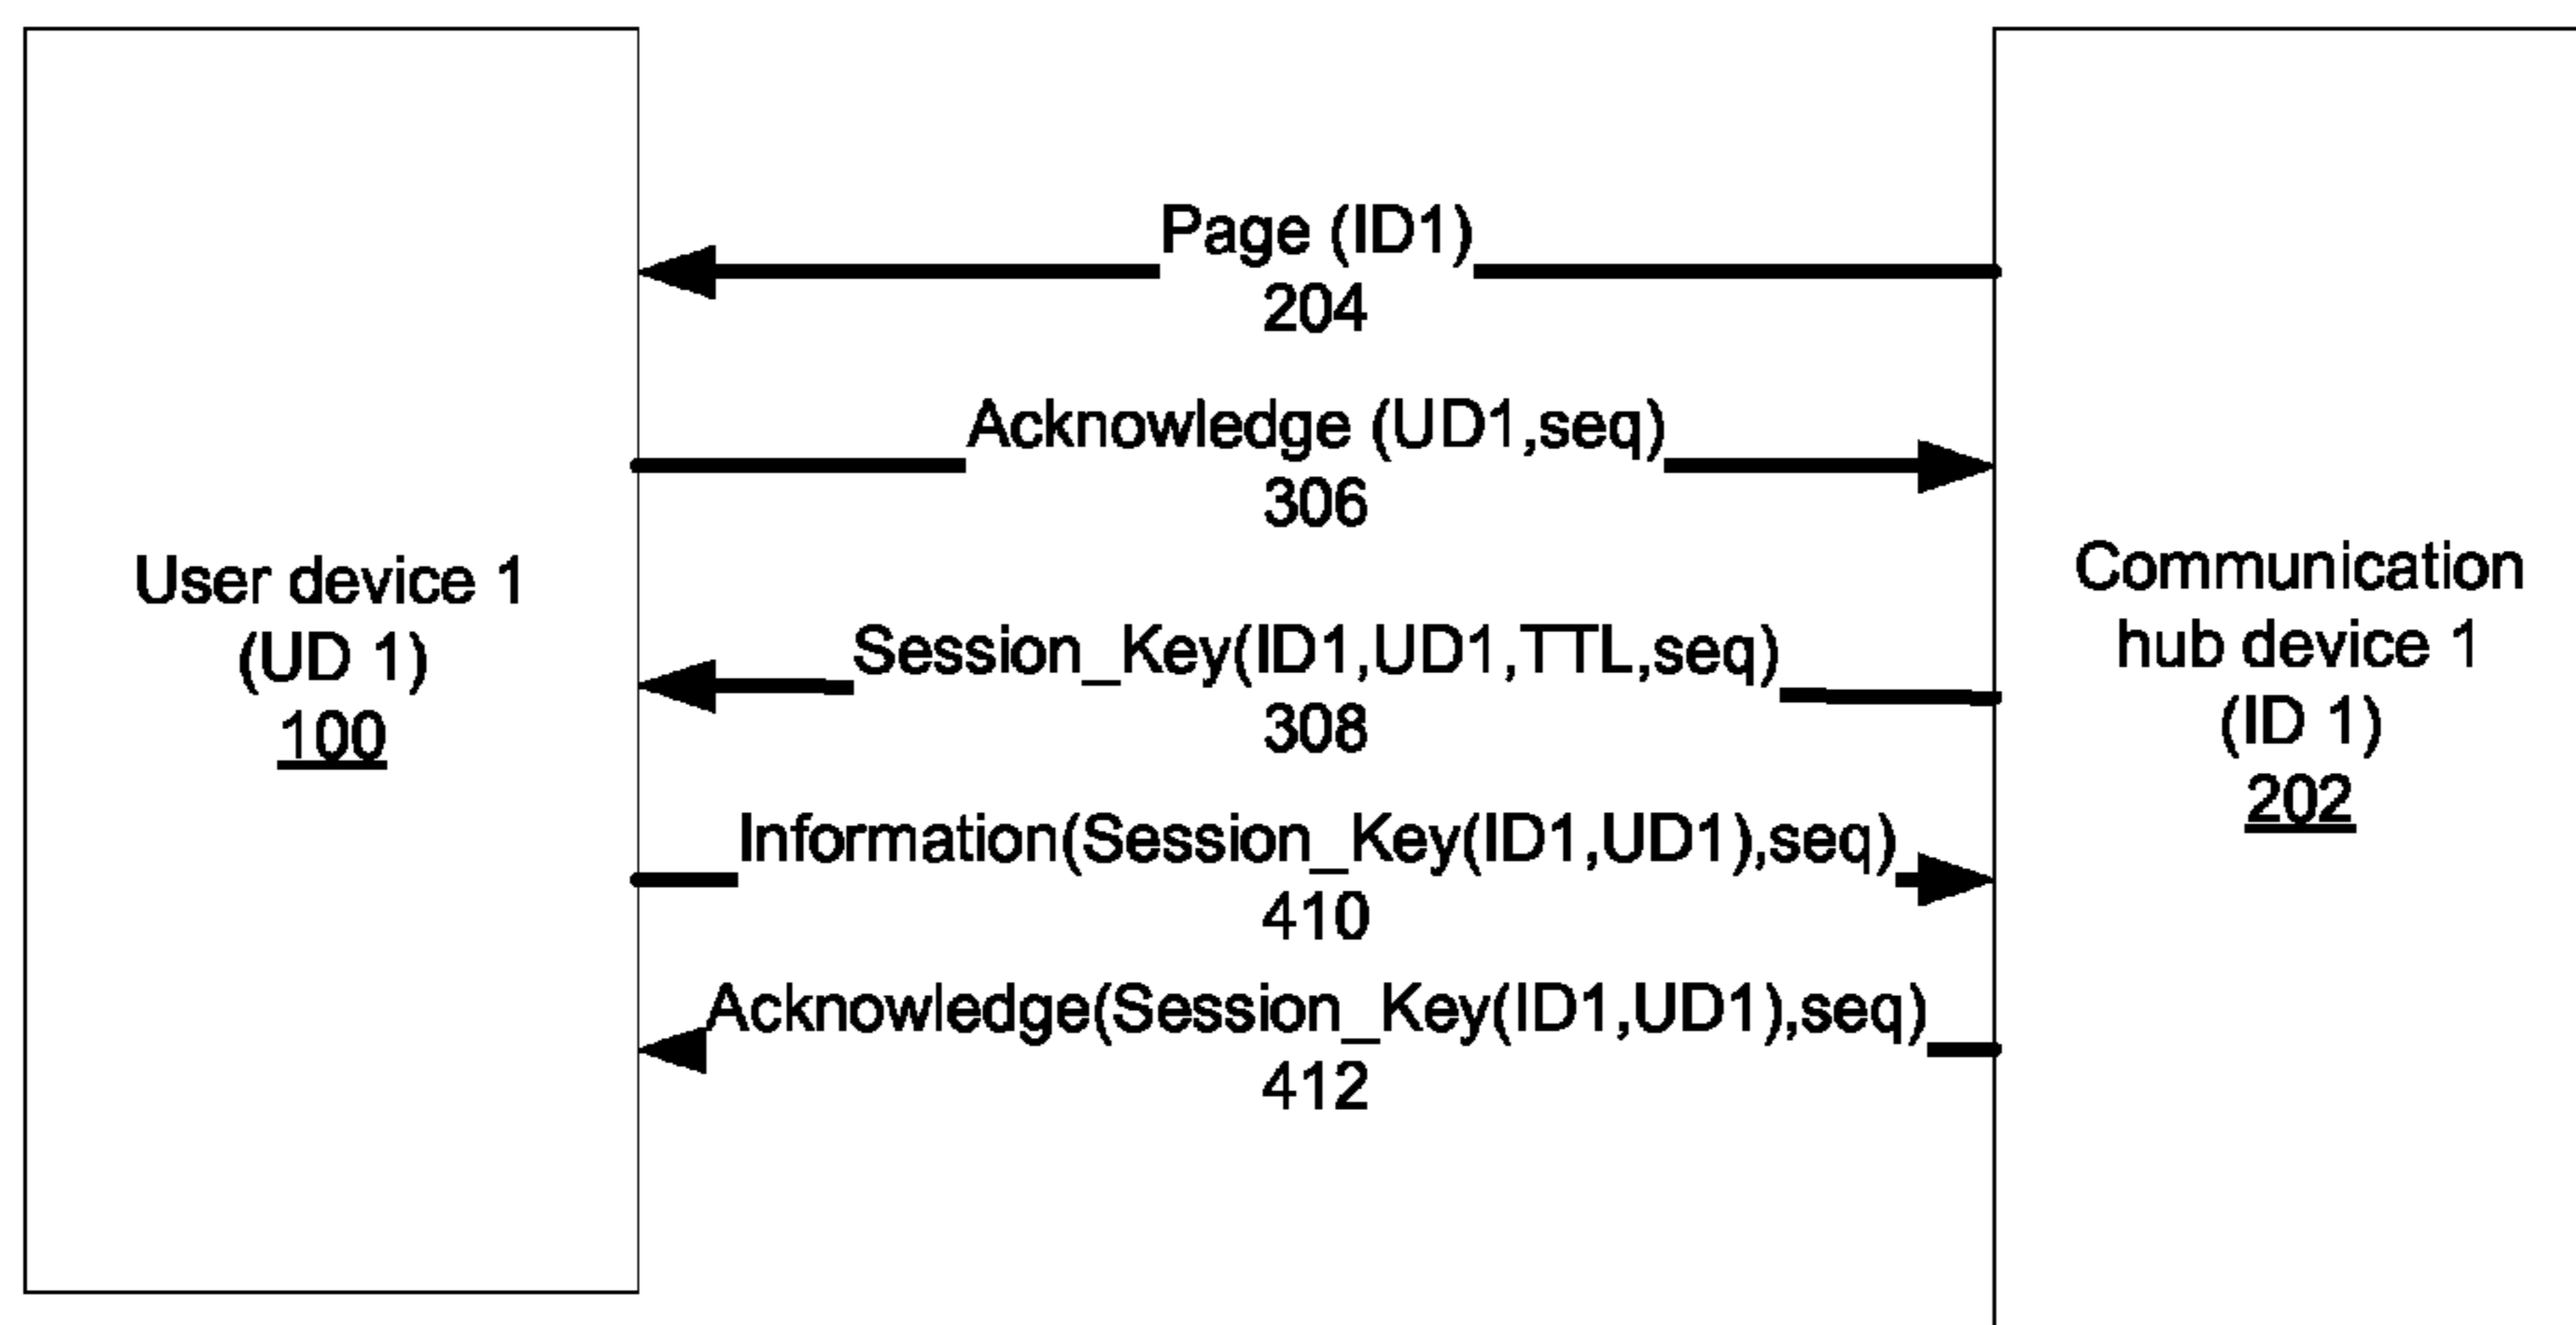 Page (ID1)
204
Acknowledge (UD1,seq)
306
User device 1
(UD 1)
100
Session_Key(ID1,UD1,TTL,seq)
308
Information(Session_Key(ID1,UD1),seq)
410
Acknowledge(Session_Key(ID1,UD1),seq)
412
Communication
hub device 1
(ID 1)
202